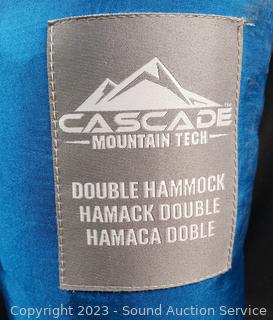 CASCADE
MOUNTAIN TECH
DOUBLE HAMMOCK
HAMACK DOUBLE
HAMACA DOBLE
Copyright 2023 - Sound Auction Service